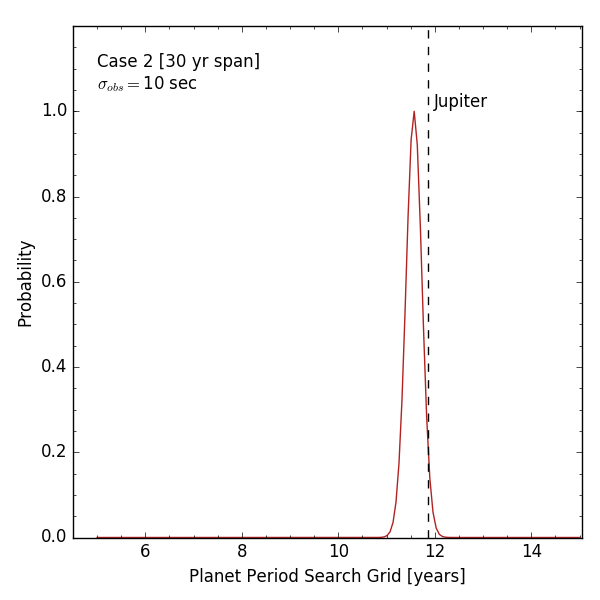 Case 2 [30 yr span]
σ_obs = 10 sec
Jupiter
1.0
0.8
0.6
0.4
0.2
0.0
Probability
6 8 10 12 14
Planet Period Search Grid [years]